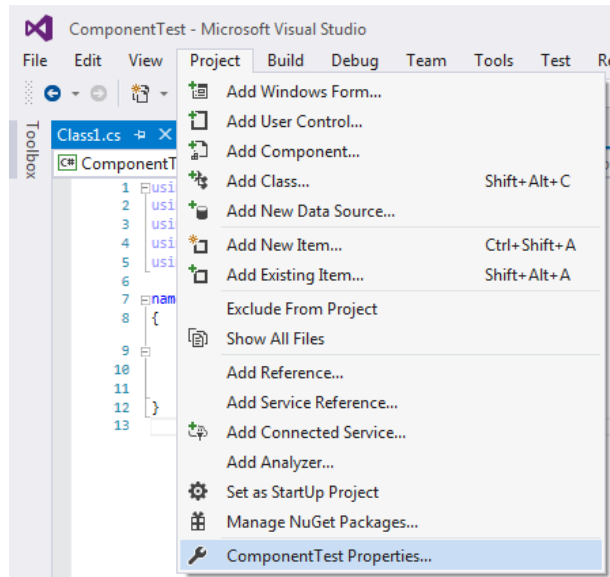 ComponentTest - Microsoft Visual Studio
File Edit View Project Build Debug Team Tools Test
Toolbox
Class1.cs
Add Windows Form...
Add User Control...
Add Component...
Add Class... Shift+Alt+C
Add New Data Source...
Add New Item... Ctrl+Shift+A
Add Existing Item... Shift+Alt+A
Exclude From Project
Show All Files
Add Reference...
Add Service Reference...
Add Connected Service...
Add Analyzer...
Set as StartUp Project
Manage NuGet Packages...
ComponentTest Properties...
C# ComponentT
1 usi
2 usi
3 usi
4 usi
5 usi
6
7 nam
8 {
9
10
11
12 }
13